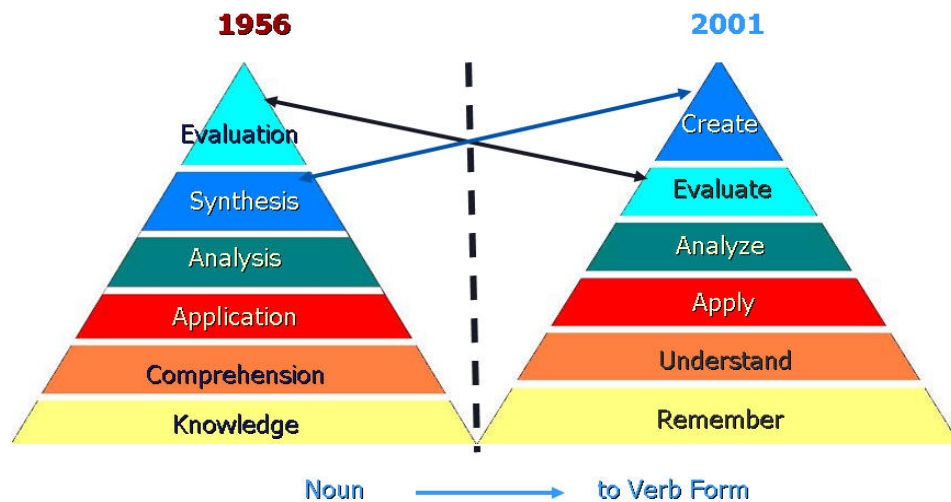 1956
Evaluation
Synthesis
Analysis
Application
Comprehension
Knowledge
2001
Create
Evaluate
Analyze
Apply
Understand
Remember
Noun to Verb Form